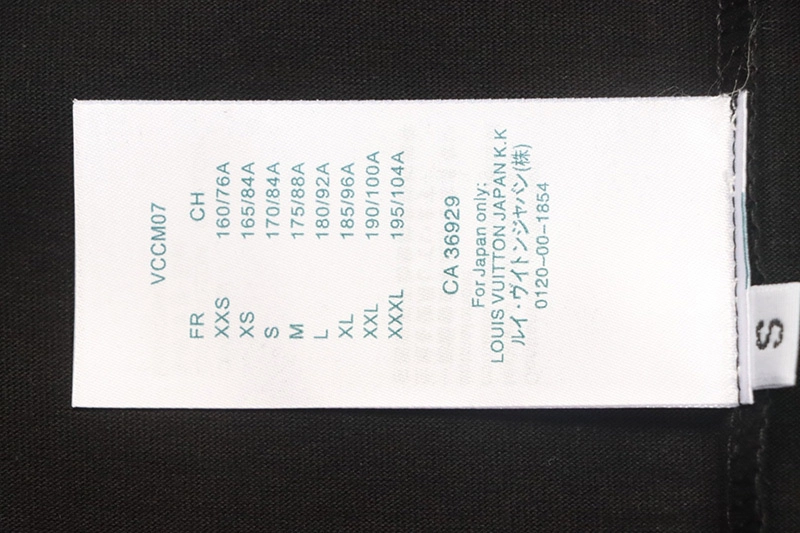 VCCM07
FR CH
XXS 160/76A
XS 165/84A
S 170/84A
M 175/88A
L 180/92A
XL 185/96A
XXL 190/100A
XXXL 195/104A
CA 36929
For Japan only;
LOUIS VUITTON JAPAN K.K
ルイ・ヴィトンジャパン(株)
0120-00-1854
S